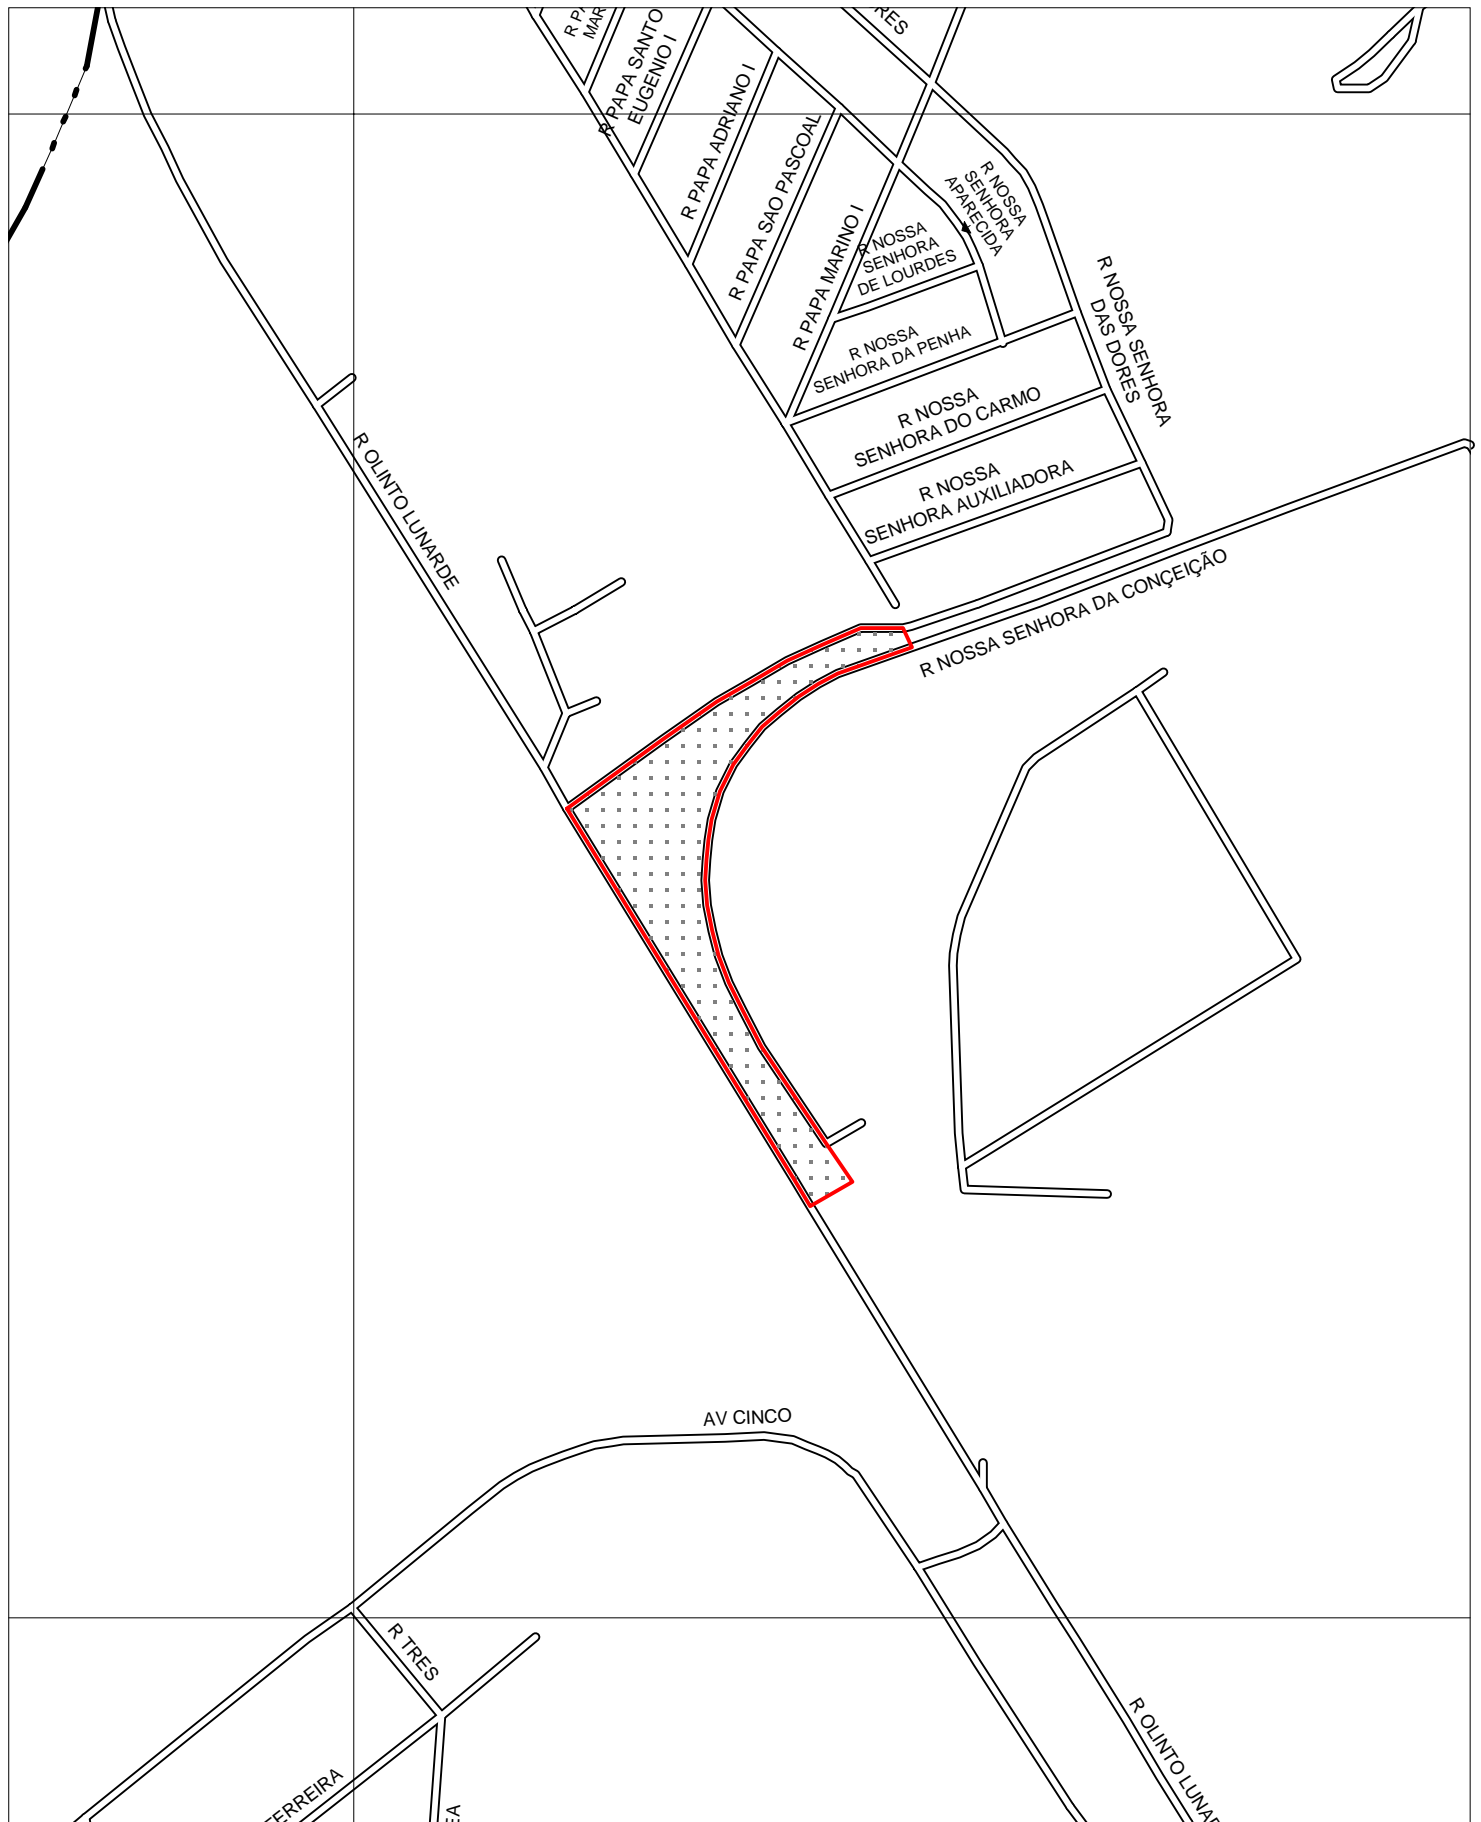 R PAPA SANTO
EUGENIO I
R PAPA ADRIANO I
R PAPA SAO PASCOAL
R PAPA MARINO I
R NOSSA
SENHORA
APARECIDA
R NOSSA
SENHORA
DE LOURDES
R NOSSA
SENHORA DA PENHA
R NOSSA SENHORA
DAS DORES
R NOSSA
SENHORA DO CARMO
R NOSSA
SENHORA AUXILIADORA
R OLINTO LUNARDE
R NOSSA SENHORA DA CONÇEIÇÃO
AV CINCO
R TRES
R OLINTO